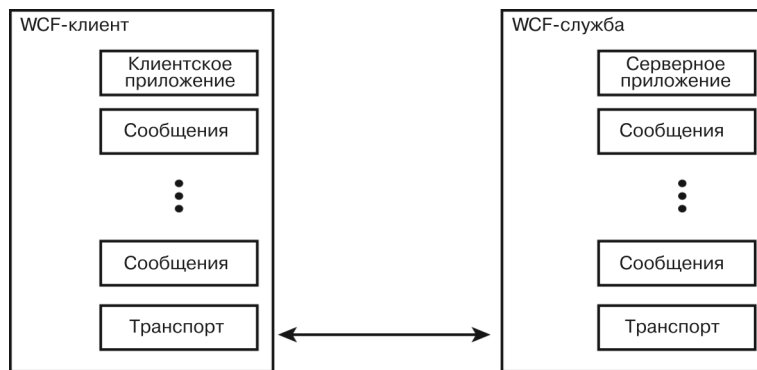 WCF-клиент
Клиентское
приложение
Сообщения
Сообщения
Транспорт
WCF-служба
Серверное
приложение
Сообщения
Сообщения
Транспорт